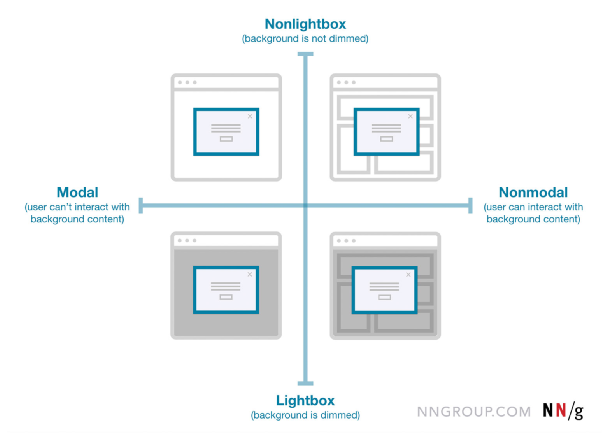 Nonlightbox
(background is not dimmed)
Modal
(user can't interact with
background content)
Nonmodal
(user can interact with
background content)
Lightbox
(background is dimmed)
NNGROUP.COM NN/g